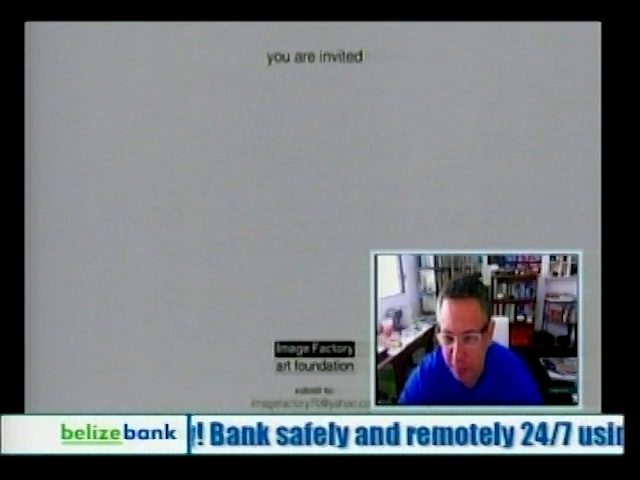 you are invited
Image Factory
art foundation
submit to:
belizebank
y! Bank safely and remotely 24/7 usin